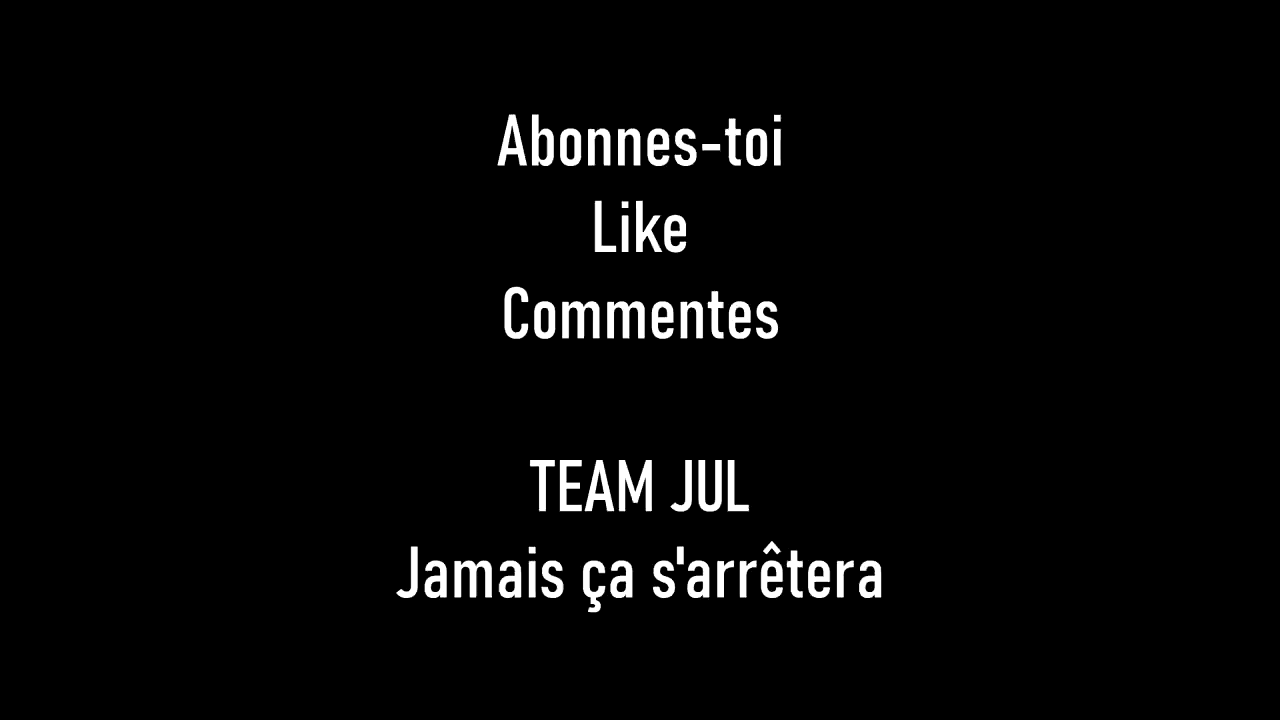 Abonnes-toi
Like
Commentes
TEAM JUL
Jamais ça s'arrêtera